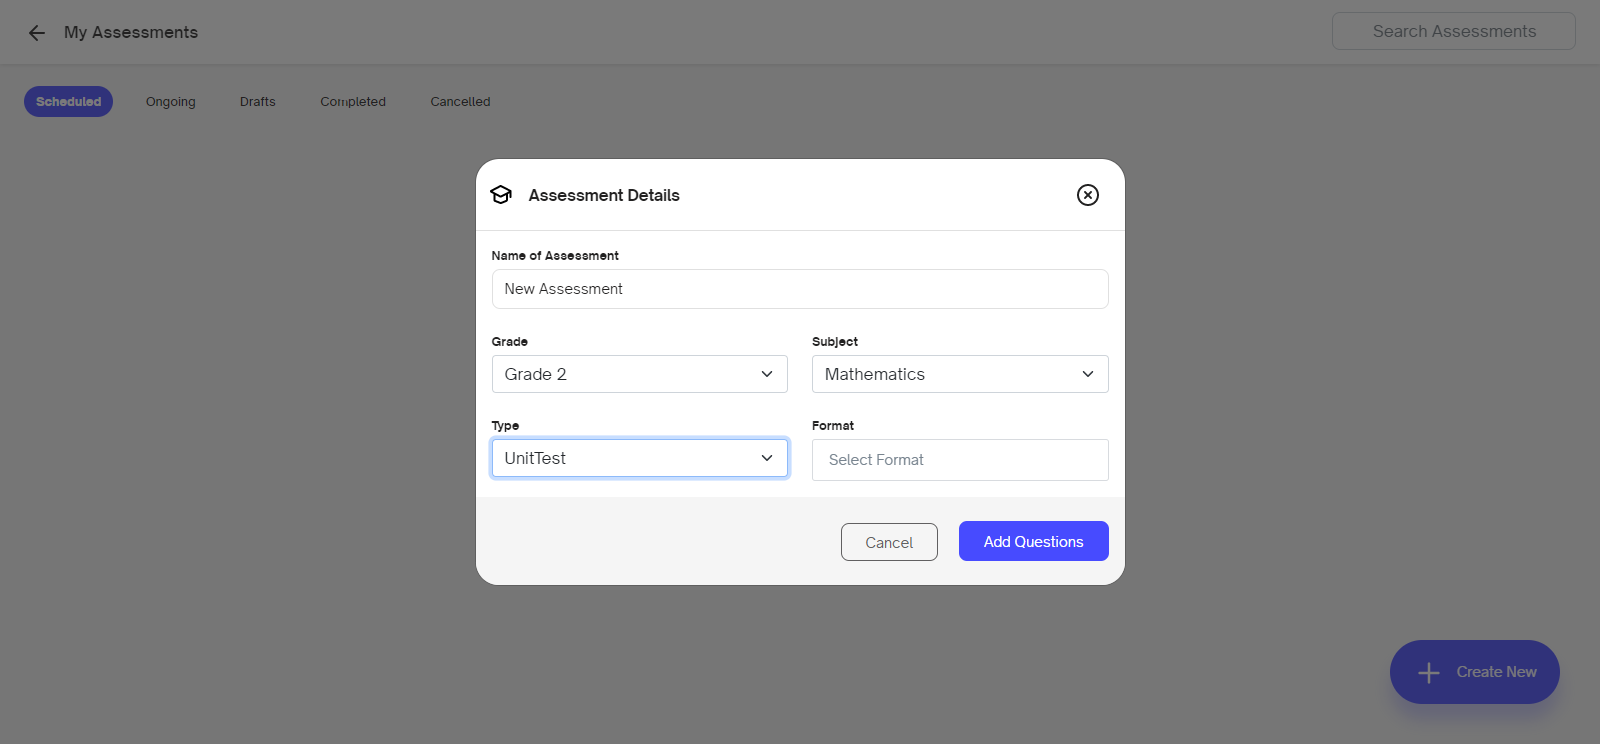 My Assessments
Search Assessments
Scheduled Ongoing Drafts Completed Cancelled
Assessment Details
Name of Assessment
New Assessment
Grade Subject
Grade 2 Mathematics
Type Format
UnitTest Select Format
Cancel Add Questions
Create New